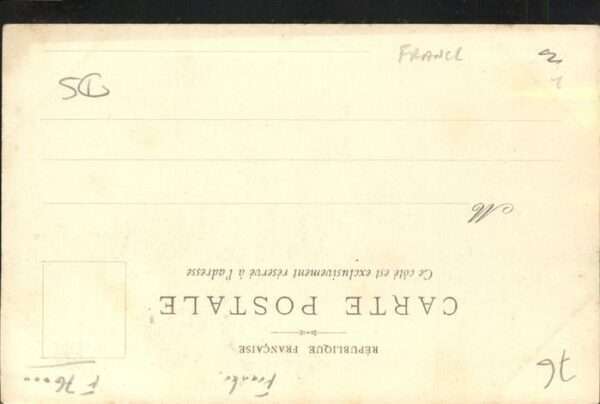 RÉPUBLIQUE FRANÇAISE
CARTE POSTALE
Ce côté est exclusivement réservé à l'adresse
M
FRANCE
76